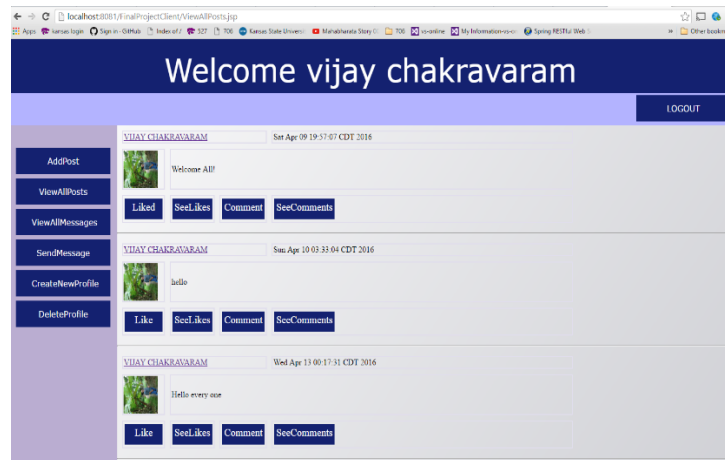 localhost:8081/FinalProjectClient/ViewAllPosts.jsp
Apps kansas login Sign in · GitHub Index of / 527 706 Kansas State Universi Mahabharata Story 706 vs-online My Information-vs-o Spring RESTful Web S » Other bookm
Welcome vijay chakravaram
LOGOUT
AddPost
ViewAllPosts
ViewAllMessages
SendMessage
CreateNewProfile
DeleteProfile
VIJAY CHAKRAVARAM Sat Apr 09 19:57:07 CDT 2016
Welcome All!
Liked SeeLikes Comment SeeComments
VIJAY CHAKRAVARAM Sun Apr 10 03:33:04 CDT 2016
hello
Like SeeLikes Comment SeeComments
VIJAY CHAKRAVARAM Wed Apr 13 00:17:31 CDT 2016
Hello every one
Like SeeLikes Comment SeeComments